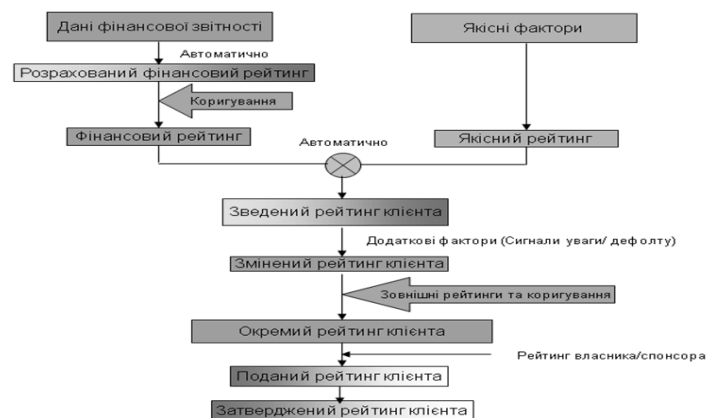 Дані фінансової звітності
Якісні фактори
Автоматично
Розрахований фінансовий рейтинг
Коригування
Фінансовий рейтинг
Автоматично
Якісний рейтинг
Зведений рейтинг клієнта
Додаткові фактори (Сигнали уваги/ дефолту)
Змінений рейтинг клієнта
Зовнішні рейтинги та коригування
Окремий рейтинг клієнта
Рейтинг власника/спонсора
Поданий рейтинг клієнта
Затверджений рейтинг клієнта